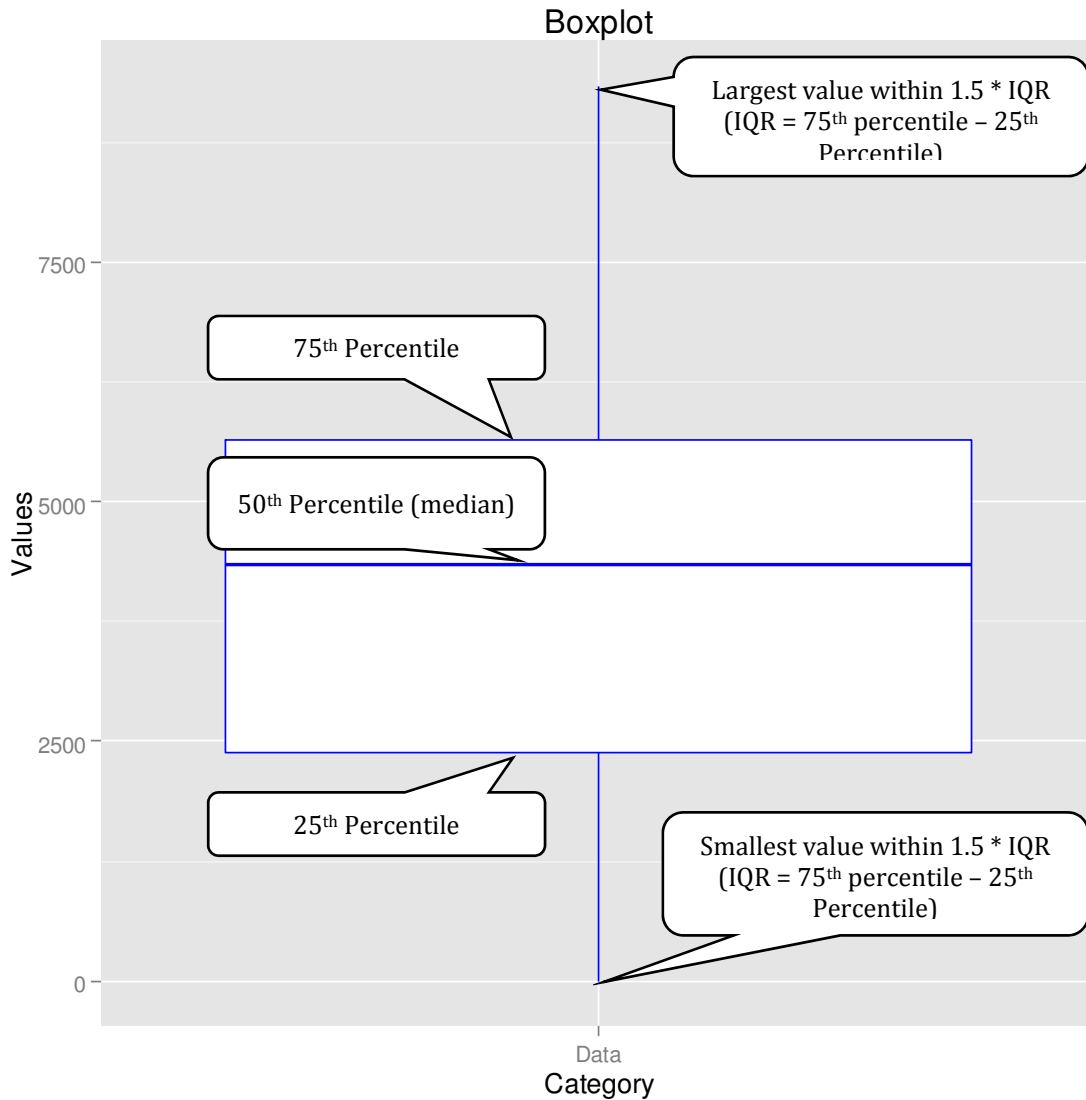 Boxplot
Largest value within 1.5 * IQR
(IQR = 75th percentile – 25th
Percentile)
7500
75th Percentile
50th Percentile (median)
5000
Values
2500
25th Percentile
Smallest value within 1.5 * IQR
(IQR = 75th percentile – 25th
Percentile)
0
Data
Category